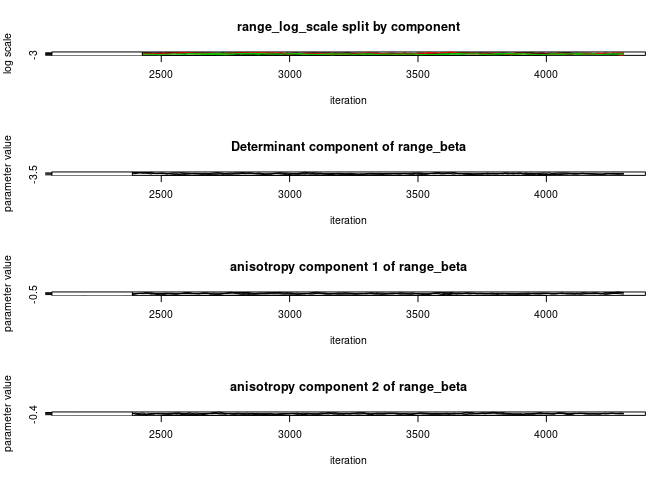 range_log_scale split by component
log scale
-3
2500 3000 3500 4000
iteration
Determinant component of range_beta
parameter value
-3.5
2500 3000 3500 4000
iteration
anisotropy component 1 of range_beta
parameter value
-0.5
2500 3000 3500 4000
iteration
anisotropy component 2 of range_beta
parameter value
-0.4
2500 3000 3500 4000
iteration